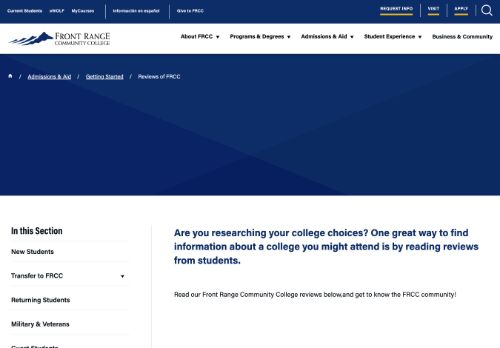 Current Students eWOLF MyCourses Información en español Give to FRCC REQUEST INFO VISIT APPLY
FRONT RANGE
COMMUNITY COLLEGE
About FRCC Programs & Degrees Admissions & Aid Student Experience Business & Community
/ Admissions & Aid / Getting Started / Reviews of FRCC
In this Section
New Students
Transfer to FRCC
Returning Students
Military & Veterans
Guest Students
Are you researching your college choices? One great way to find
information about a college you might attend is by reading reviews
from students.
Read our Front Range Community College reviews below,and get to know the FRCC community!